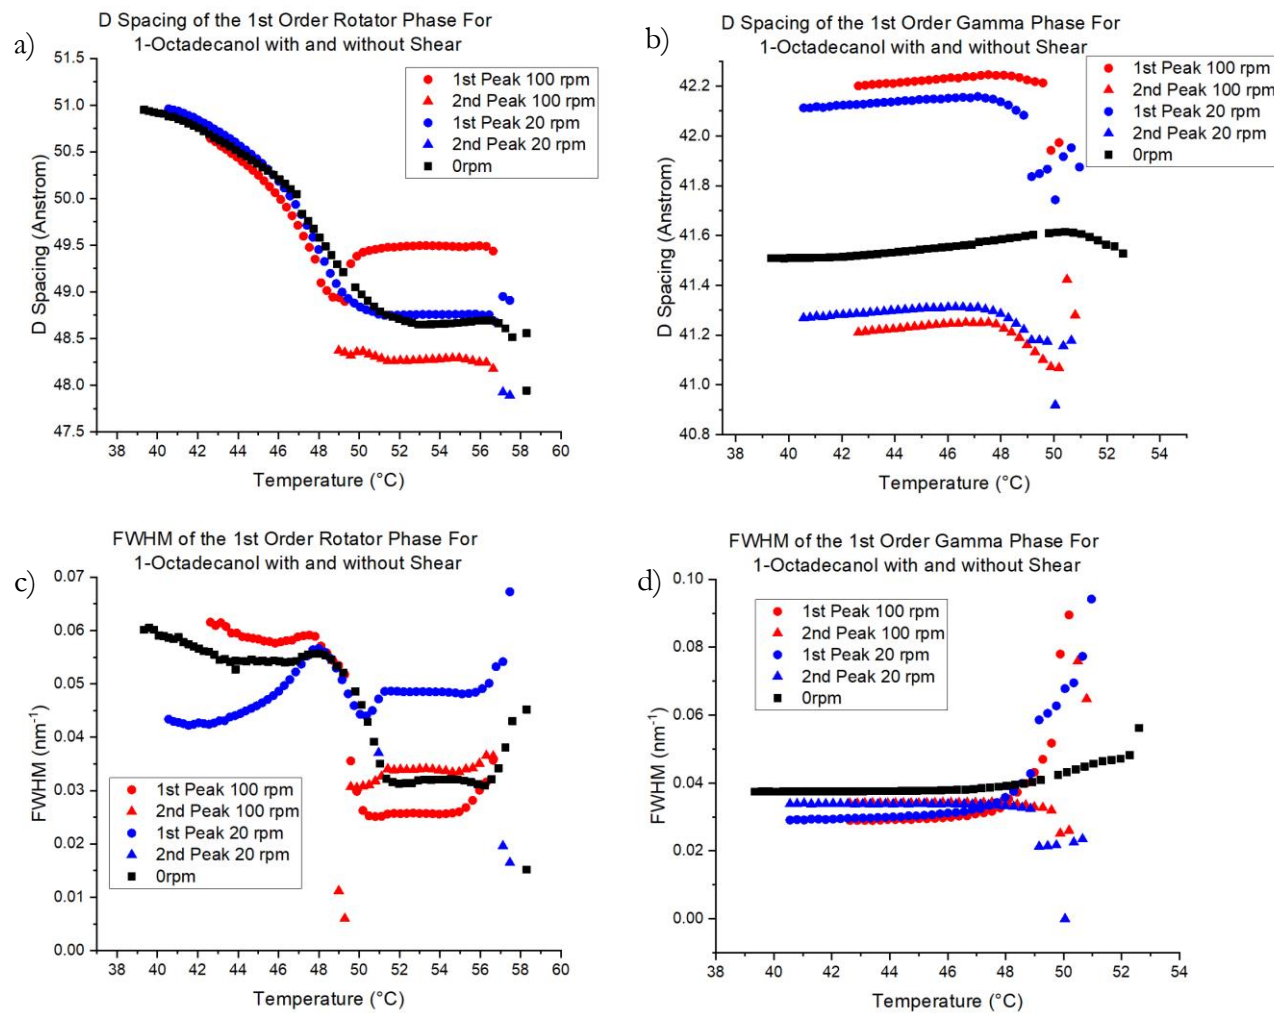 a)
D Spacing of the 1st Order Rotator Phase For
1-Octadecanol with and without Shear
51.5
51.0
50.5
50.0
49.5
49.0
48.5
48.0
47.5
D Spacing (Anstrom)
1st Peak 100 rpm
2nd Peak 100 rpm
1st Peak 20 rpm
2nd Peak 20 rpm
0rpm
38 40 42 44 46 48 50 52 54 56 58 60
Temperature (°C)
b)
D Spacing of the 1st Order Gamma Phase For
1-Octadecanol with and without Shear
42.2
42.0
41.8
41.6
41.4
41.2
41.0
40.8
D Spacing (Anstrom)
1st Peak 100 rpm
2nd Peak 100 rpm
1st Peak 20 rpm
2nd Peak 20 rpm
0rpm
38 40 42 44 46 48 50 52 54
Temperature (°C)
c)
FWHM of the 1st Order Rotator Phase For
1-Octadecanol with and without Shear
0.07
0.06
0.05
0.04
0.03
0.02
0.01
0.00
FWHM (nm⁻¹)
1st Peak 100 rpm
2nd Peak 100 rpm
1st Peak 20 rpm
2nd Peak 20 rpm
0rpm
38 40 42 44 46 48 50 52 54 56 58 60
Temperature (°C)
d)
FWHM of the 1st Order Gamma Phase For
1-Octadecanol with and without Shear
0.10
0.08
0.06
0.04
0.02
0.00
FWHM (nm⁻¹)
1st Peak 100 rpm
2nd Peak 100 rpm
1st Peak 20 rpm
2nd Peak 20 rpm
0rpm
38 40 42 44 46 48 50 52 54
Temperature (°C)